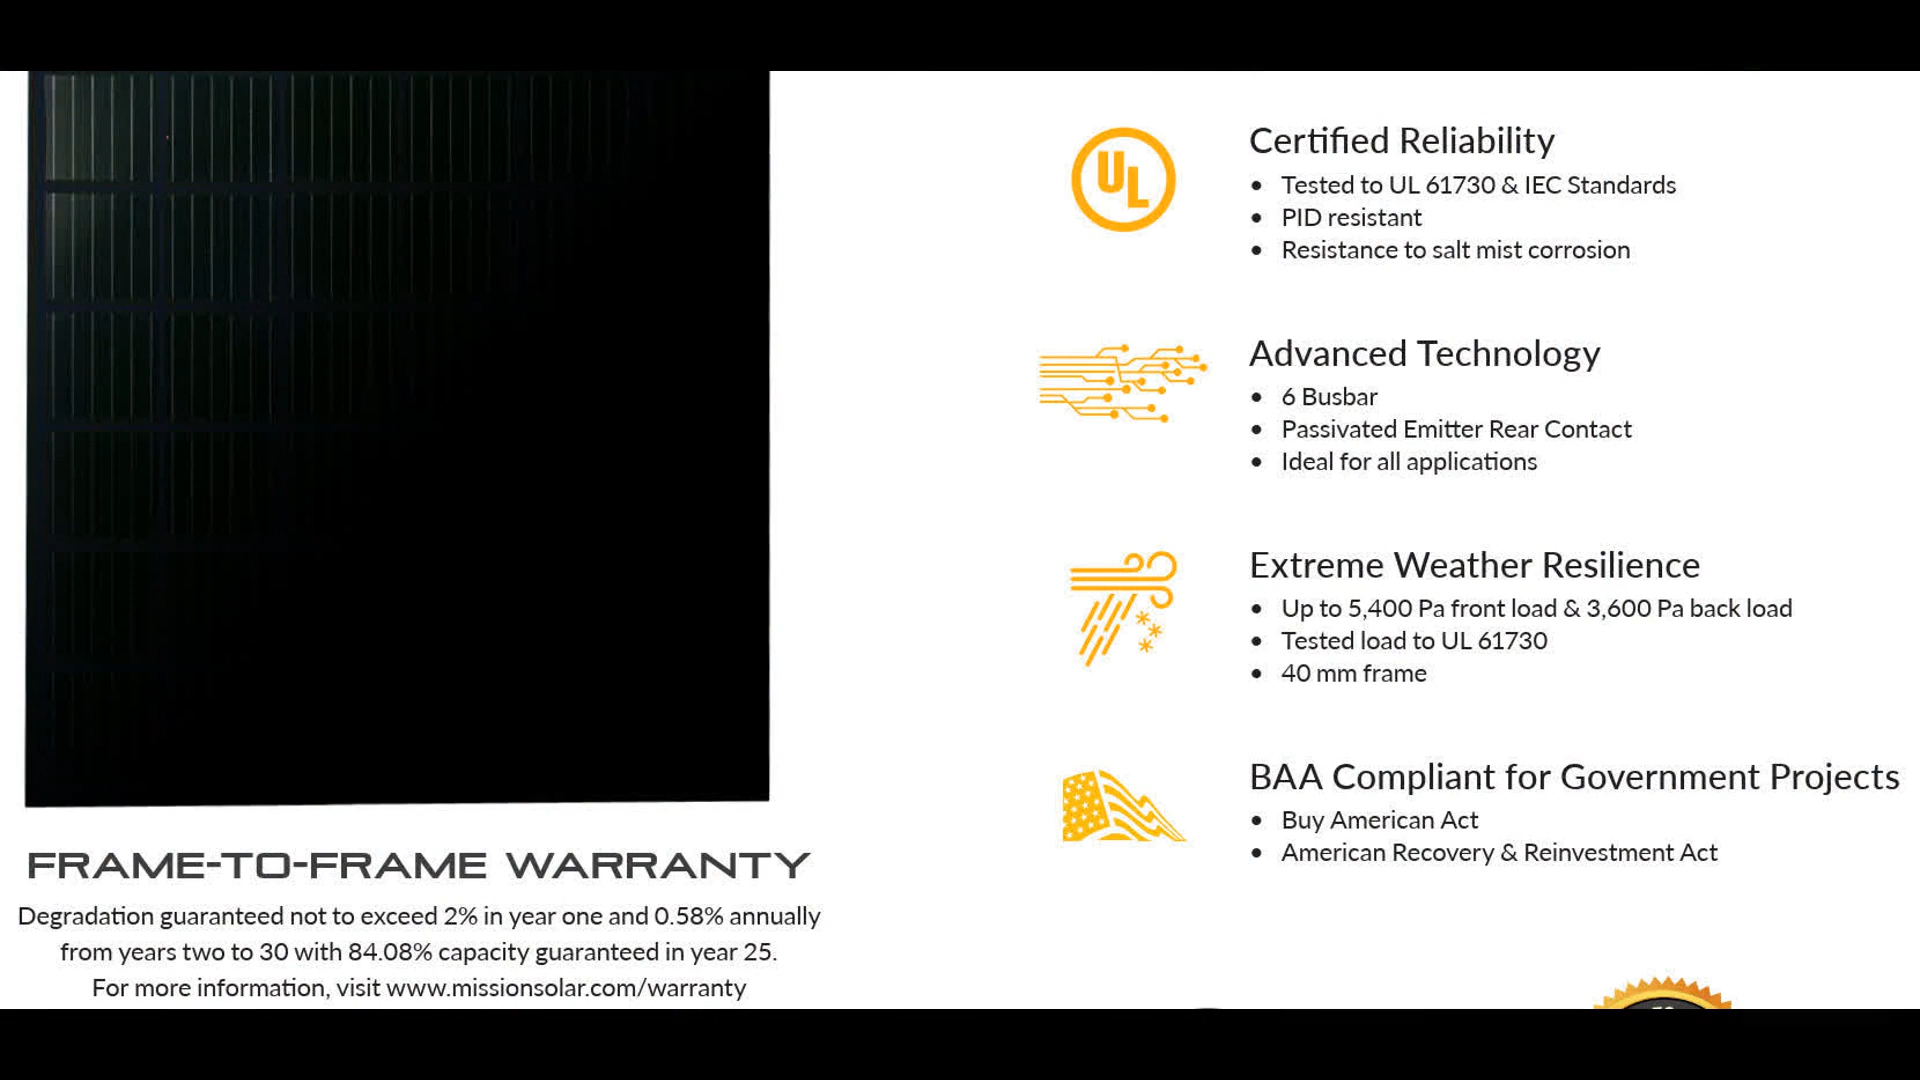 UL
Certified Reliability
• Tested to UL 61730 & IEC Standards
• PID resistant
• Resistance to salt mist corrosion
Advanced Technology
• 6 Busbar
• Passivated Emitter Rear Contact
• Ideal for all applications
Extreme Weather Resilience
• Up to 5,400 Pa front load & 3,600 Pa back load
• Tested load to UL 61730
• 40 mm frame
BAA Compliant for Government Projects
• Buy American Act
• American Recovery & Reinvestment Act
FRAME-TO-FRAME WARRANTY
Degradation guaranteed not to exceed 2% in year one and 0.58% annually
from years two to 30 with 84.08% capacity guaranteed in year 25.
For more information, visit www.missionsolar.com/warranty